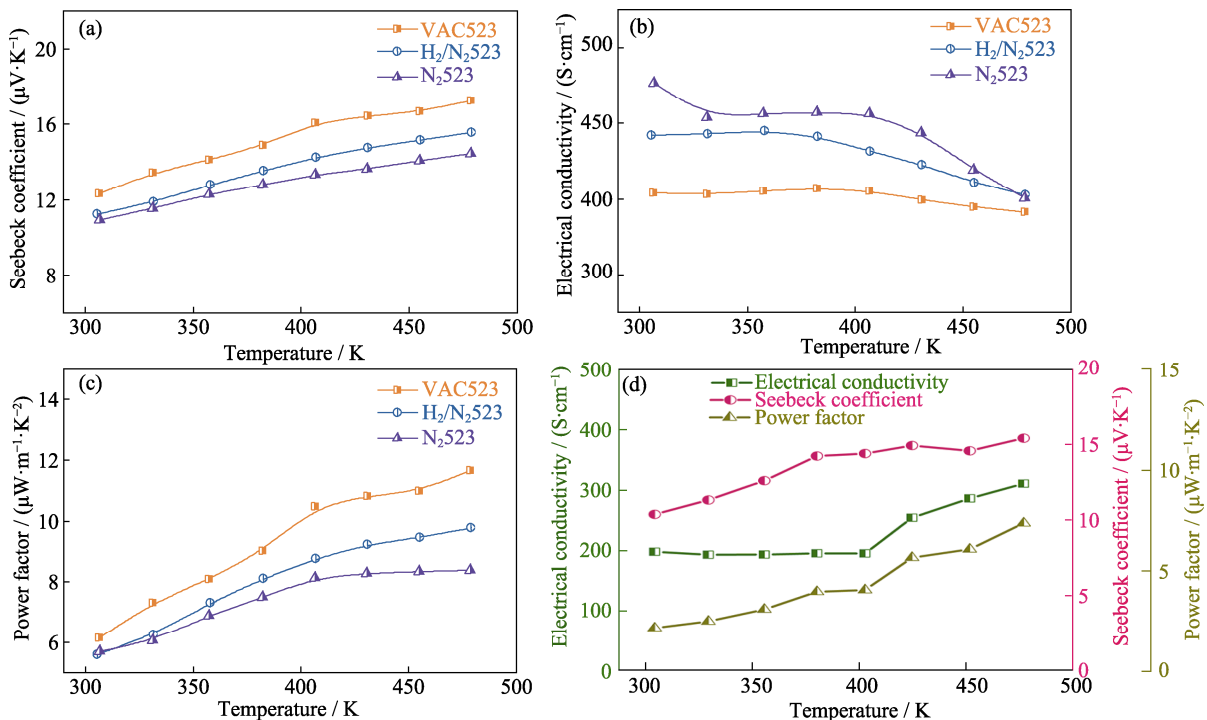 (a)
VAC523
H₂/N₂523
N₂523
20
16
12
8
Seebeck coefficient / (μV·K⁻¹)
300 350 400 450 500
Temperature / K
(b)
VAC523
H₂/N₂523
N₂523
500
450
400
300
Electrical conductivity / (S·cm⁻¹)
300 350 400 450 500
Temperature / K
(c)
VAC523
H₂/N₂523
N₂523
14
12
10
8
6
Power factor / (μW·m⁻¹·K⁻²)
300 350 400 450 500
Temperature / K
(d)
Electrical conductivity
Seebeck coefficient
Power factor
500
400
300
200
100
0
Electrical conductivity / (S·cm⁻¹)
20
15
10
5
0
Seebeck coefficient / (μV·K⁻¹)
15
10
5
0
Power factor / (μW·m⁻¹·K⁻²)
300 350 400 450 500
Temperature / K